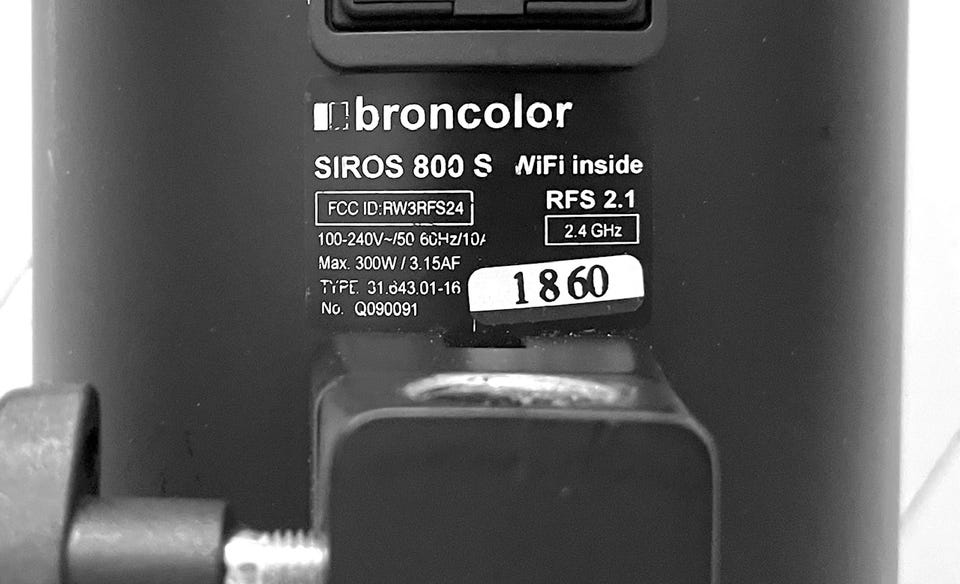 broncolor
SIROS 800 S WiFi inside
RFS 2.1
FCC ID:RW3RFS24
2.4 GHz
100-240V~/50 60Hz/10A
Max. 300W / 3.15AF
TYPE. 31.643.01-16
1860
No. Q090091